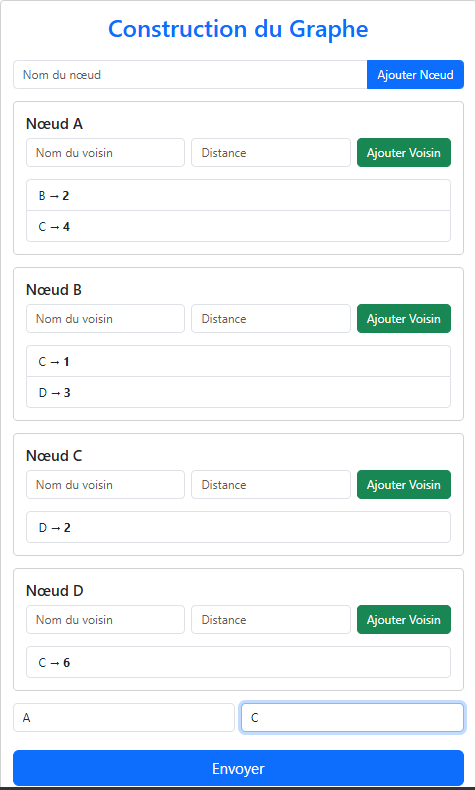 Construction du Graphe
Nom du nœud Ajouter Nœud
Nœud A
Nom du voisin Distance Ajouter Voisin
B → 2
C → 4
Nœud B
Nom du voisin Distance Ajouter Voisin
C → 1
D → 3
Nœud C
Nom du voisin Distance Ajouter Voisin
D → 2
Nœud D
Nom du voisin Distance Ajouter Voisin
C → 6
A C
Envoyer